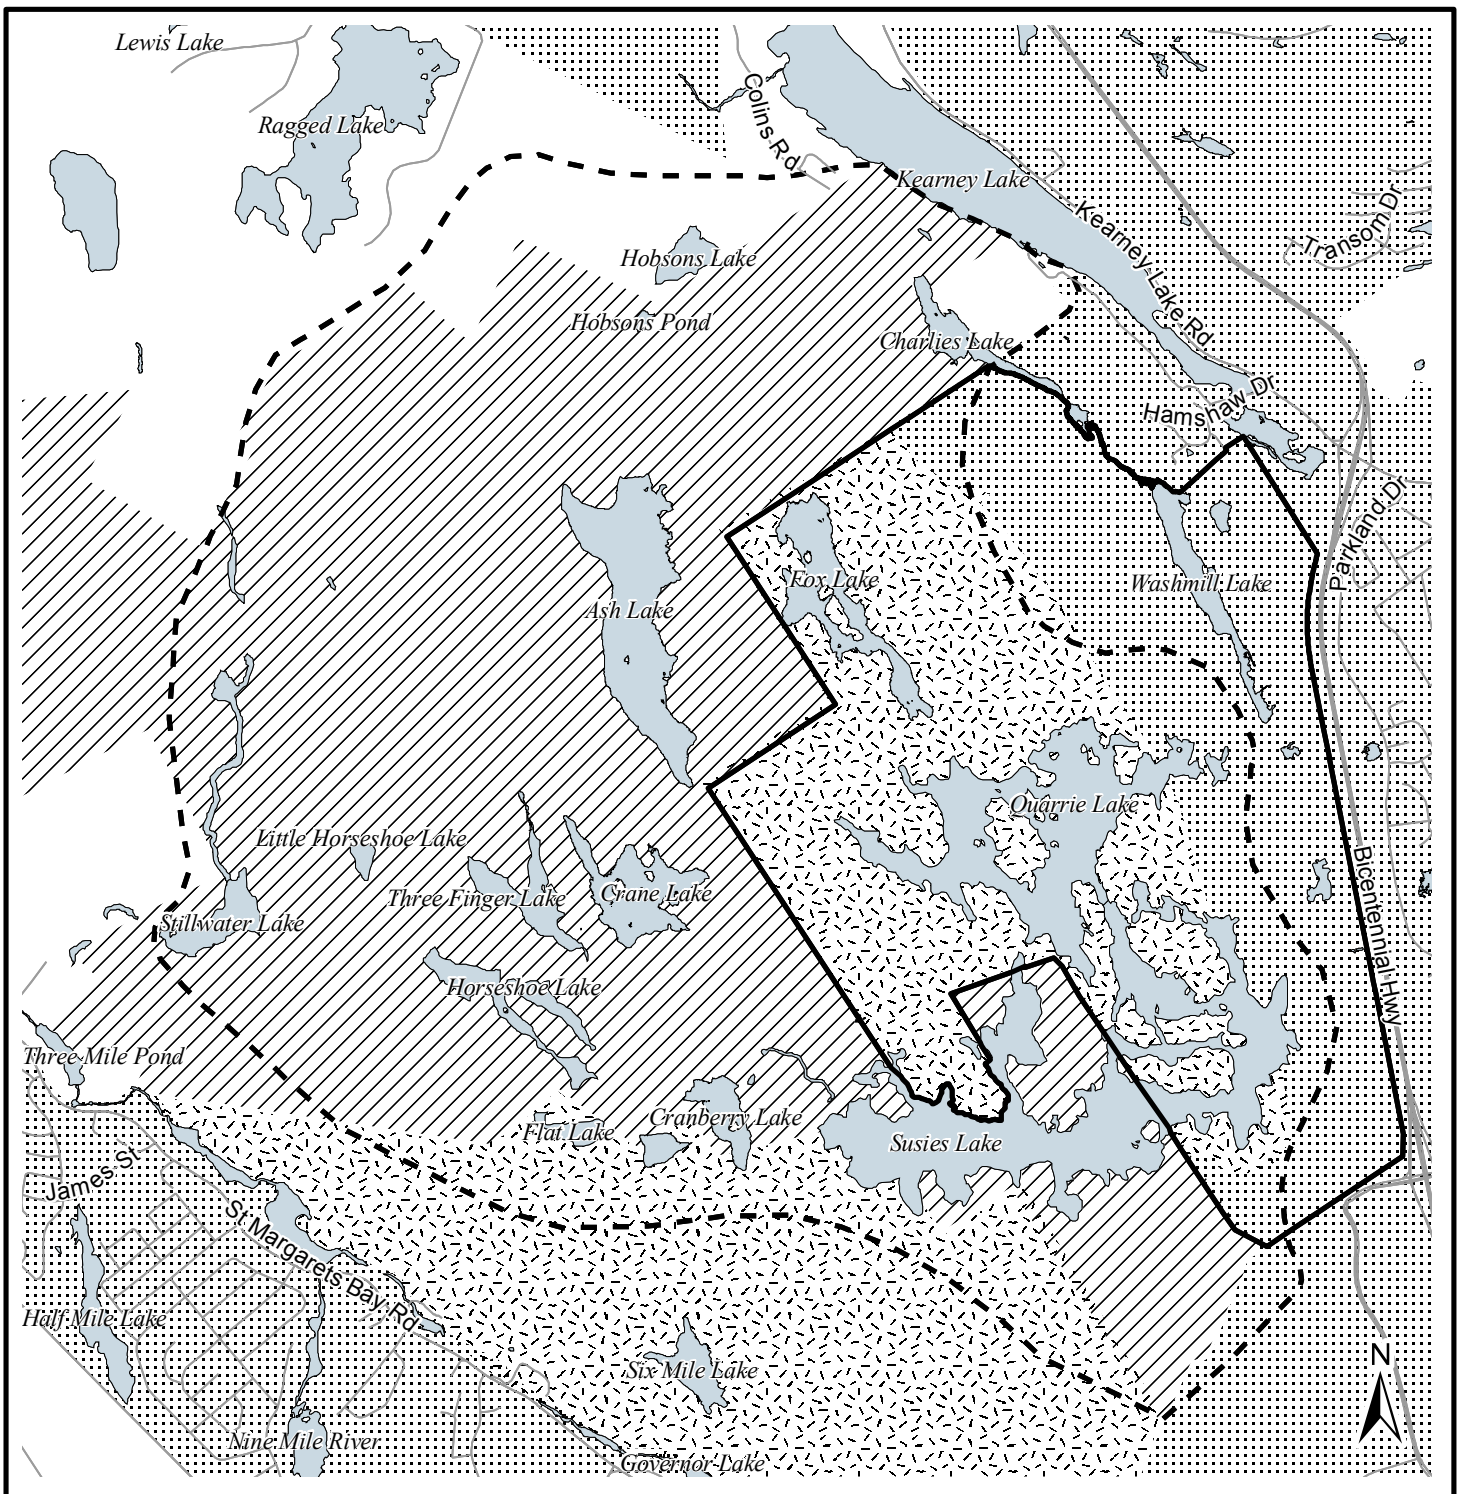 Lewis Lake
Ragged Lake
Colins Rd
Kearney Lake
Kearney Lake Rd
Transom Dr
Hobsons Lake
Hobsons Pond
Charlies Lake
Hamshaw Dr
Parkland Dr
Fox Lake
Washmill Lake
Ash Lake
Quarrie Lake
Little Horseshoe Lake
Three Finger Lake
Crane Lake
Stillwater Lake
Bicentennial Hwy
Horseshoe Lake
Three Mile Pond
Cranberry Lake
Flat Lake
Susies Lake
James St
St Margarets Bay Rd
Half Mile Lake
Six Mile Lake
N
Nine Mile River
Governor Lake